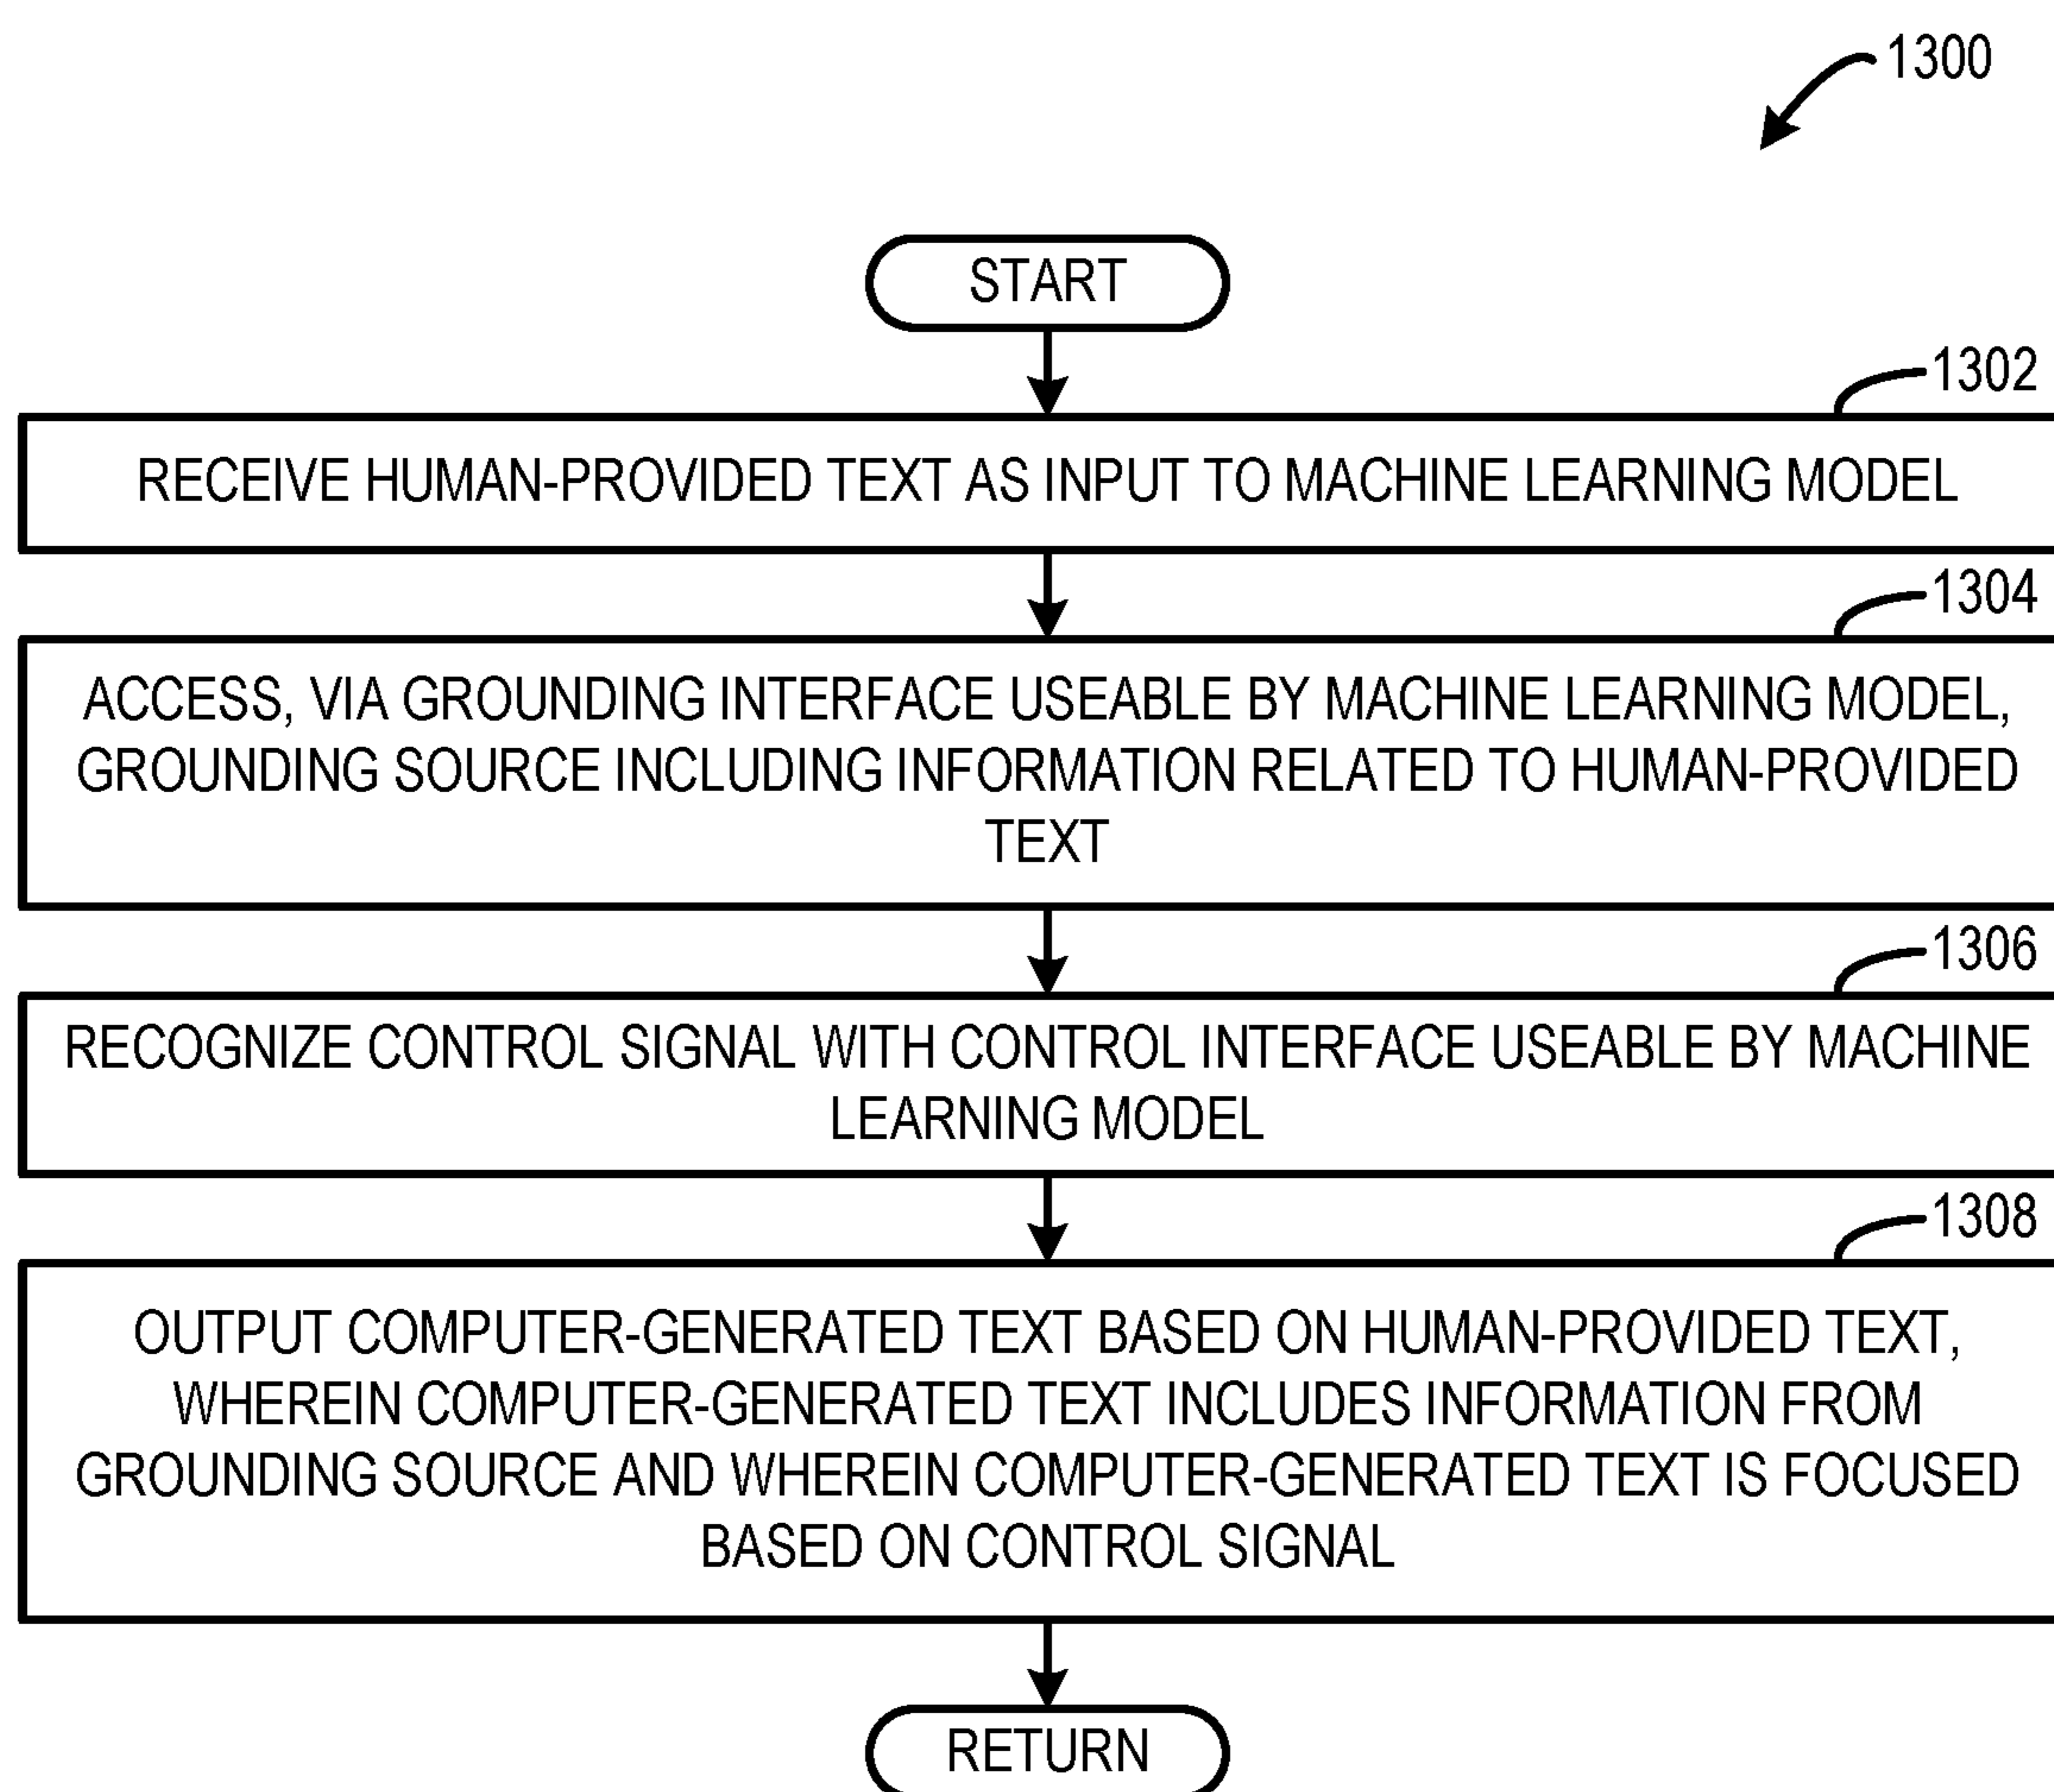 1300
START
1302
RECEIVE HUMAN-PROVIDED TEXT AS INPUT TO MACHINE LEARNING MODEL
1304
ACCESS, VIA GROUNDING INTERFACE USEABLE BY MACHINE LEARNING MODEL,
GROUNDING SOURCE INCLUDING INFORMATION RELATED TO HUMAN-PROVIDED
TEXT
1306
RECOGNIZE CONTROL SIGNAL WITH CONTROL INTERFACE USEABLE BY MACHINE
LEARNING MODEL
1308
OUTPUT COMPUTER-GENERATED TEXT BASED ON HUMAN-PROVIDED TEXT,
WHEREIN COMPUTER-GENERATED TEXT INCLUDES INFORMATION FROM
GROUNDING SOURCE AND WHEREIN COMPUTER-GENERATED TEXT IS FOCUSED
BASED ON CONTROL SIGNAL
RETURN